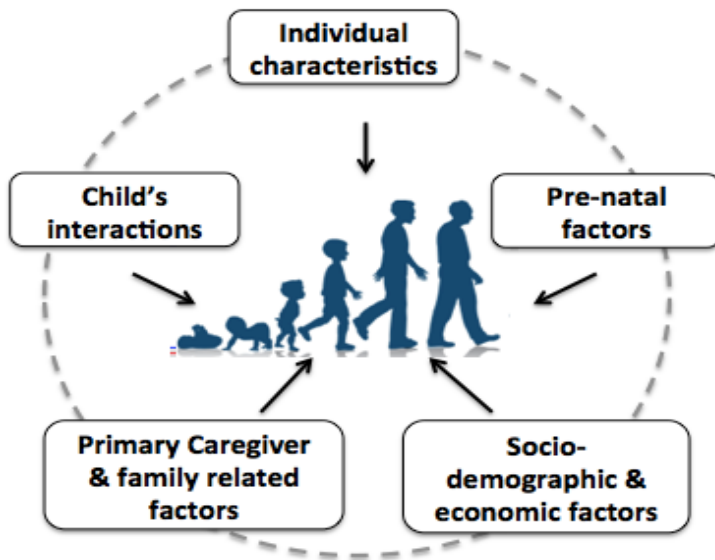 Individual
characteristics
Child's
interactions
Pre-natal
factors
Primary Caregiver
& family related
factors
Socio-
demographic &
economic factors